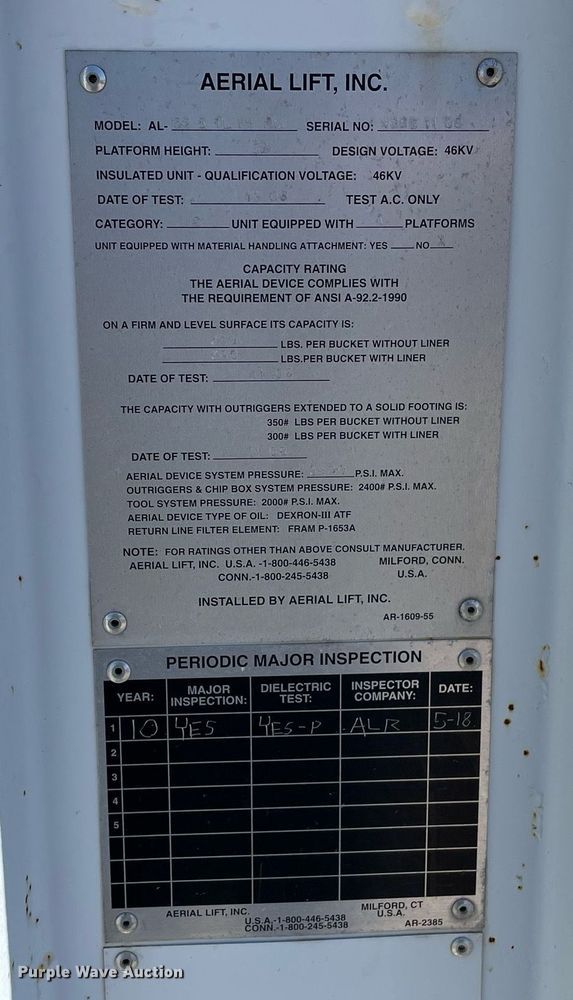 AERIAL LIFT, INC.
MODEL: AL- SERIAL NO:
PLATFORM HEIGHT: DESIGN VOLTAGE: 46KV
INSULATED UNIT - QUALIFICATION VOLTAGE: 46KV
DATE OF TEST: TEST A.C. ONLY
CATEGORY: UNIT EQUIPPED WITH PLATFORMS
UNIT EQUIPPED WITH MATERIAL HANDLING ATTACHMENT: YES NO X
CAPACITY RATING
THE AERIAL DEVICE COMPLIES WITH
THE REQUIREMENT OF ANSI A-92.2-1990
ON A FIRM AND LEVEL SURFACE ITS CAPACITY IS:
LBS. PER BUCKET WITHOUT LINER
LBS.PER BUCKET WITH LINER
DATE OF TEST:
THE CAPACITY WITH OUTRIGGERS EXTENDED TO A SOLID FOOTING IS:
350# LBS PER BUCKET WITHOUT LINER
300# LBS PER BUCKET WITH LINER
DATE OF TEST:
AERIAL DEVICE SYSTEM PRESSURE: P.S.I. MAX.
OUTRIGGERS & CHIP BOX SYSTEM PRESSURE: 2400# P.S.I. MAX.
TOOL SYSTEM PRESSURE: 2000# P.S.I. MAX.
AERIAL DEVICE TYPE OF OIL: DEXRON-III ATF
RETURN LINE FILTER ELEMENT: FRAM P-1653A
NOTE: FOR RATINGS OTHER THAN ABOVE CONSULT MANUFACTURER.
AERIAL LIFT, INC. U.S.A. -1-800-446-5438 MILFORD, CONN.
CONN.-1-800-245-5438 U.S.A.
INSTALLED BY AERIAL LIFT, INC.
AR-1609-55
PERIODIC MAJOR INSPECTION
YEAR: MAJOR INSPECTION: DIELECTRIC TEST: INSPECTOR COMPANY: DATE:
1 10 YES YES-P ALR 5-18
2
3
4
5
AERIAL LIFT, INC. MILFORD, CT
U.S.A.-1-800-446-5438 U.S.A.
CONN.-1-800-245-5438 AR-2385
Purple Wave Auction